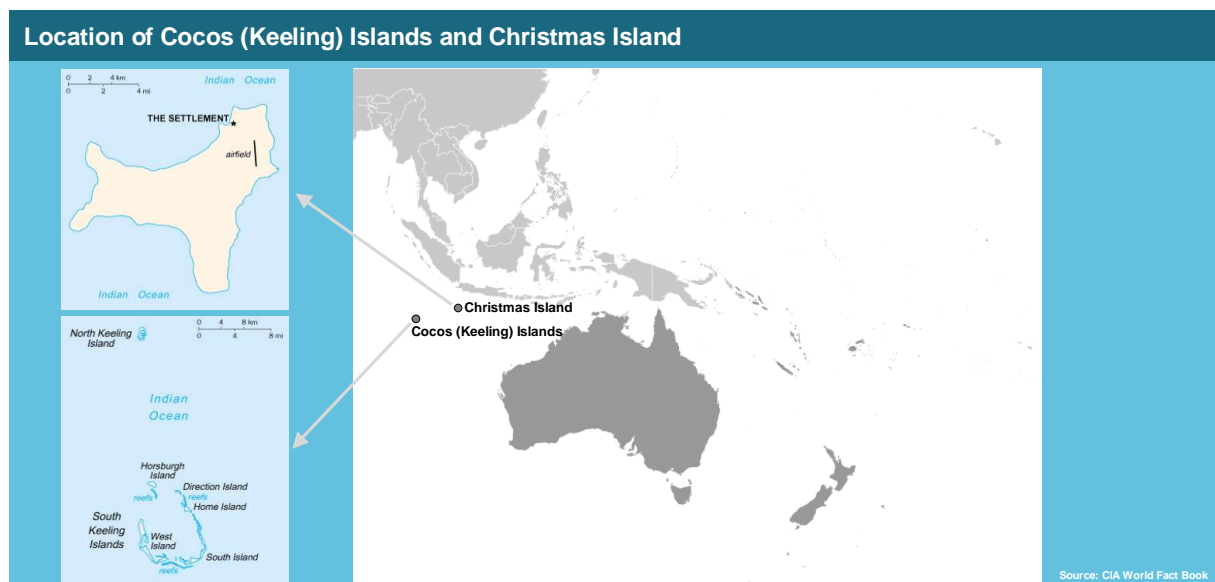 Location of Cocos (Keeling) Islands and Christmas Island
0 2 4 km
0 2 4 mi
Indian Ocean
THE SETTLEMENT
airfield
Indian Ocean
Christmas Island
Cocos (Keeling) Islands
North Keeling
Island
0 4 8 km
0 4 8 mi
Indian
Ocean
Horsburgh
Island
Direction Island
reefs
reefs
Home Island
South
Keeling
Islands
West
Island
South Island
reefs
Source: CIA World Fact Book